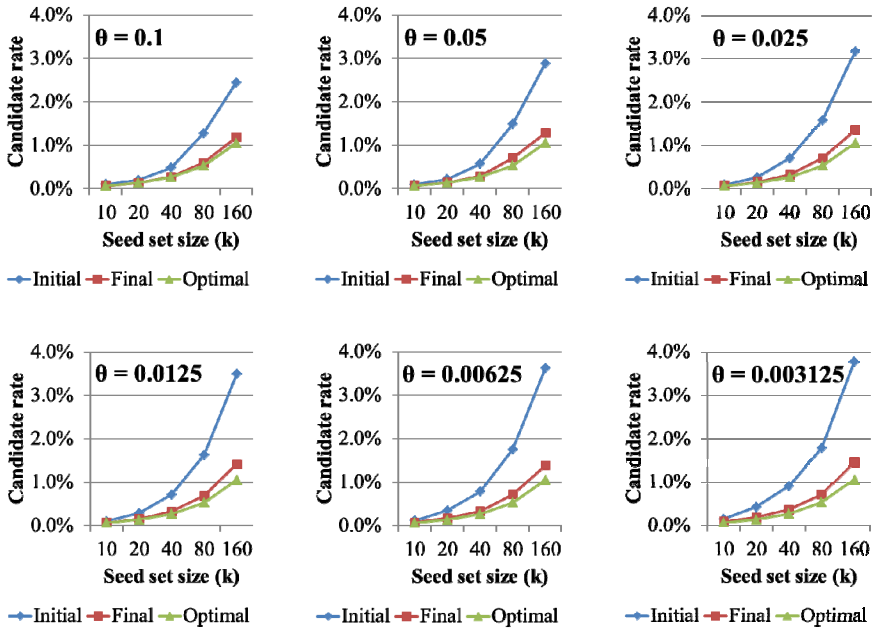 θ = 0.1
Candidate rate
4.0%
3.0%
2.0%
1.0%
0.0%
10 20 40 80 160
Seed set size (k)
Initial Final Optimal
θ = 0.05
Candidate rate
4.0%
3.0%
2.0%
1.0%
0.0%
10 20 40 80 160
Seed set size (k)
Initial Final Optimal
θ = 0.025
Candidate rate
4.0%
3.0%
2.0%
1.0%
0.0%
10 20 40 80 160
Seed set size (k)
Initial Final Optimal
θ = 0.0125
Candidate rate
4.0%
3.0%
2.0%
1.0%
0.0%
10 20 40 80 160
Seed set size (k)
Initial Final Optimal
θ = 0.00625
Candidate rate
4.0%
3.0%
2.0%
1.0%
0.0%
10 20 40 80 160
Seed set size (k)
Initial Final Optimal
θ = 0.003125
Candidate rate
4.0%
3.0%
2.0%
1.0%
0.0%
10 20 40 80 160
Seed set size (k)
Initial Final Optimal